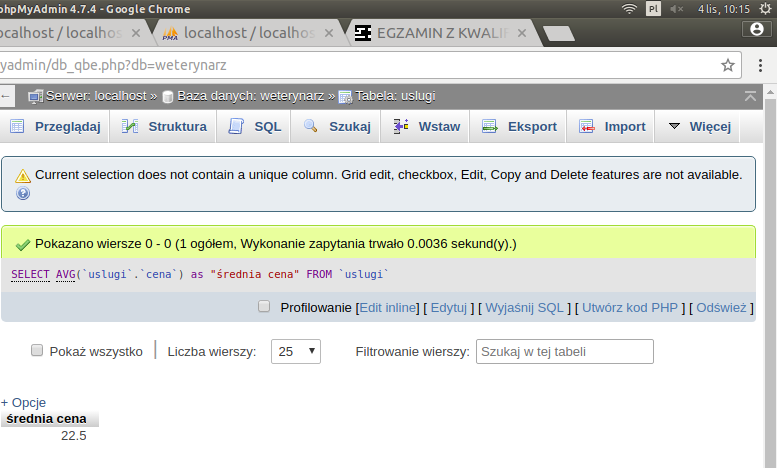 phpMyAdmin 4.7.4 - Google Chrome Pl 4 lis, 10:15
localhost / localho localhost / localho EGZAMIN Z KWALIF
yadmin/db_qbe.php?db=weterynarz
Serwer: localhost » Baza danych: weterynarz » Tabela: uslugi
Przeglądaj Struktura SQL Szukaj Wstaw Eksport Import Więcej
Current selection does not contain a unique column. Grid edit, checkbox, Edit, Copy and Delete features are not available.
Pokazano wiersze 0 - 0 (1 ogółem, Wykonanie zapytania trwało 0.0036 sekund(y).)
SELECT AVG(`uslugi`.`cena`) as "średnia cena" FROM `uslugi`
Profilowanie [Edit inline] [ Edytuj ] [ Wyjaśnij SQL ] [ Utwórz kod PHP ] [ Odśwież ]
Pokaż wszystko | Liczba wierszy: 25 Filtrowanie wierszy: Szukaj w tej tabeli
+ Opcje
średnia cena
22.5